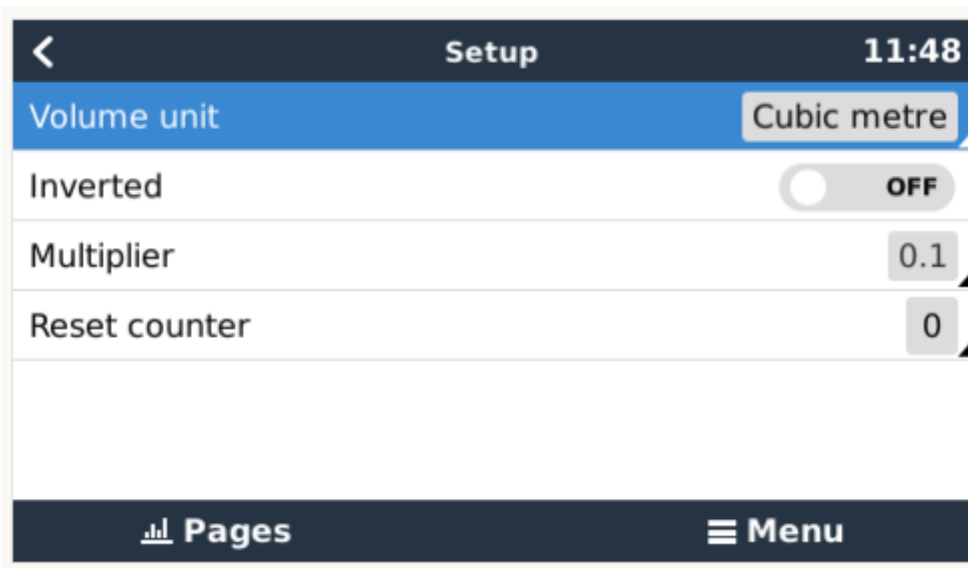 Setup 11:48
Volume unit Cubic metre
Inverted OFF
Multiplier 0.1
Reset counter 0
Pages Menu